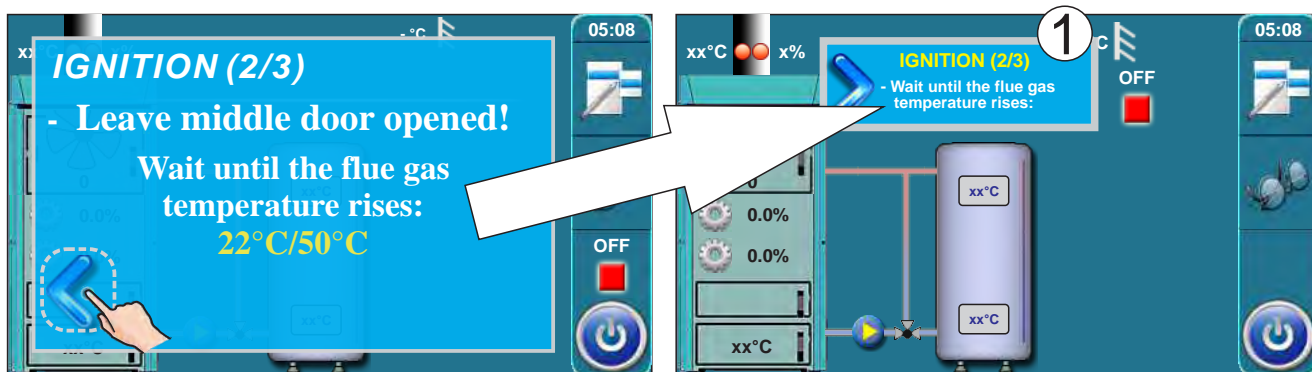 - °C
05:08
xx°C
x%
IGNITION (2/3)
- Leave middle door opened!
Wait until the flue gas
temperature rises:
22°C/50°C
0
0.0%
xx°C
xx°C
xx°C
OFF
1
xx°C
x%
°C
05:08
IGNITION (2/3)
- Wait until the flue gas
temperature rises:
OFF
0
0.0%
0.0%
xx°C
xx°C
xx°C